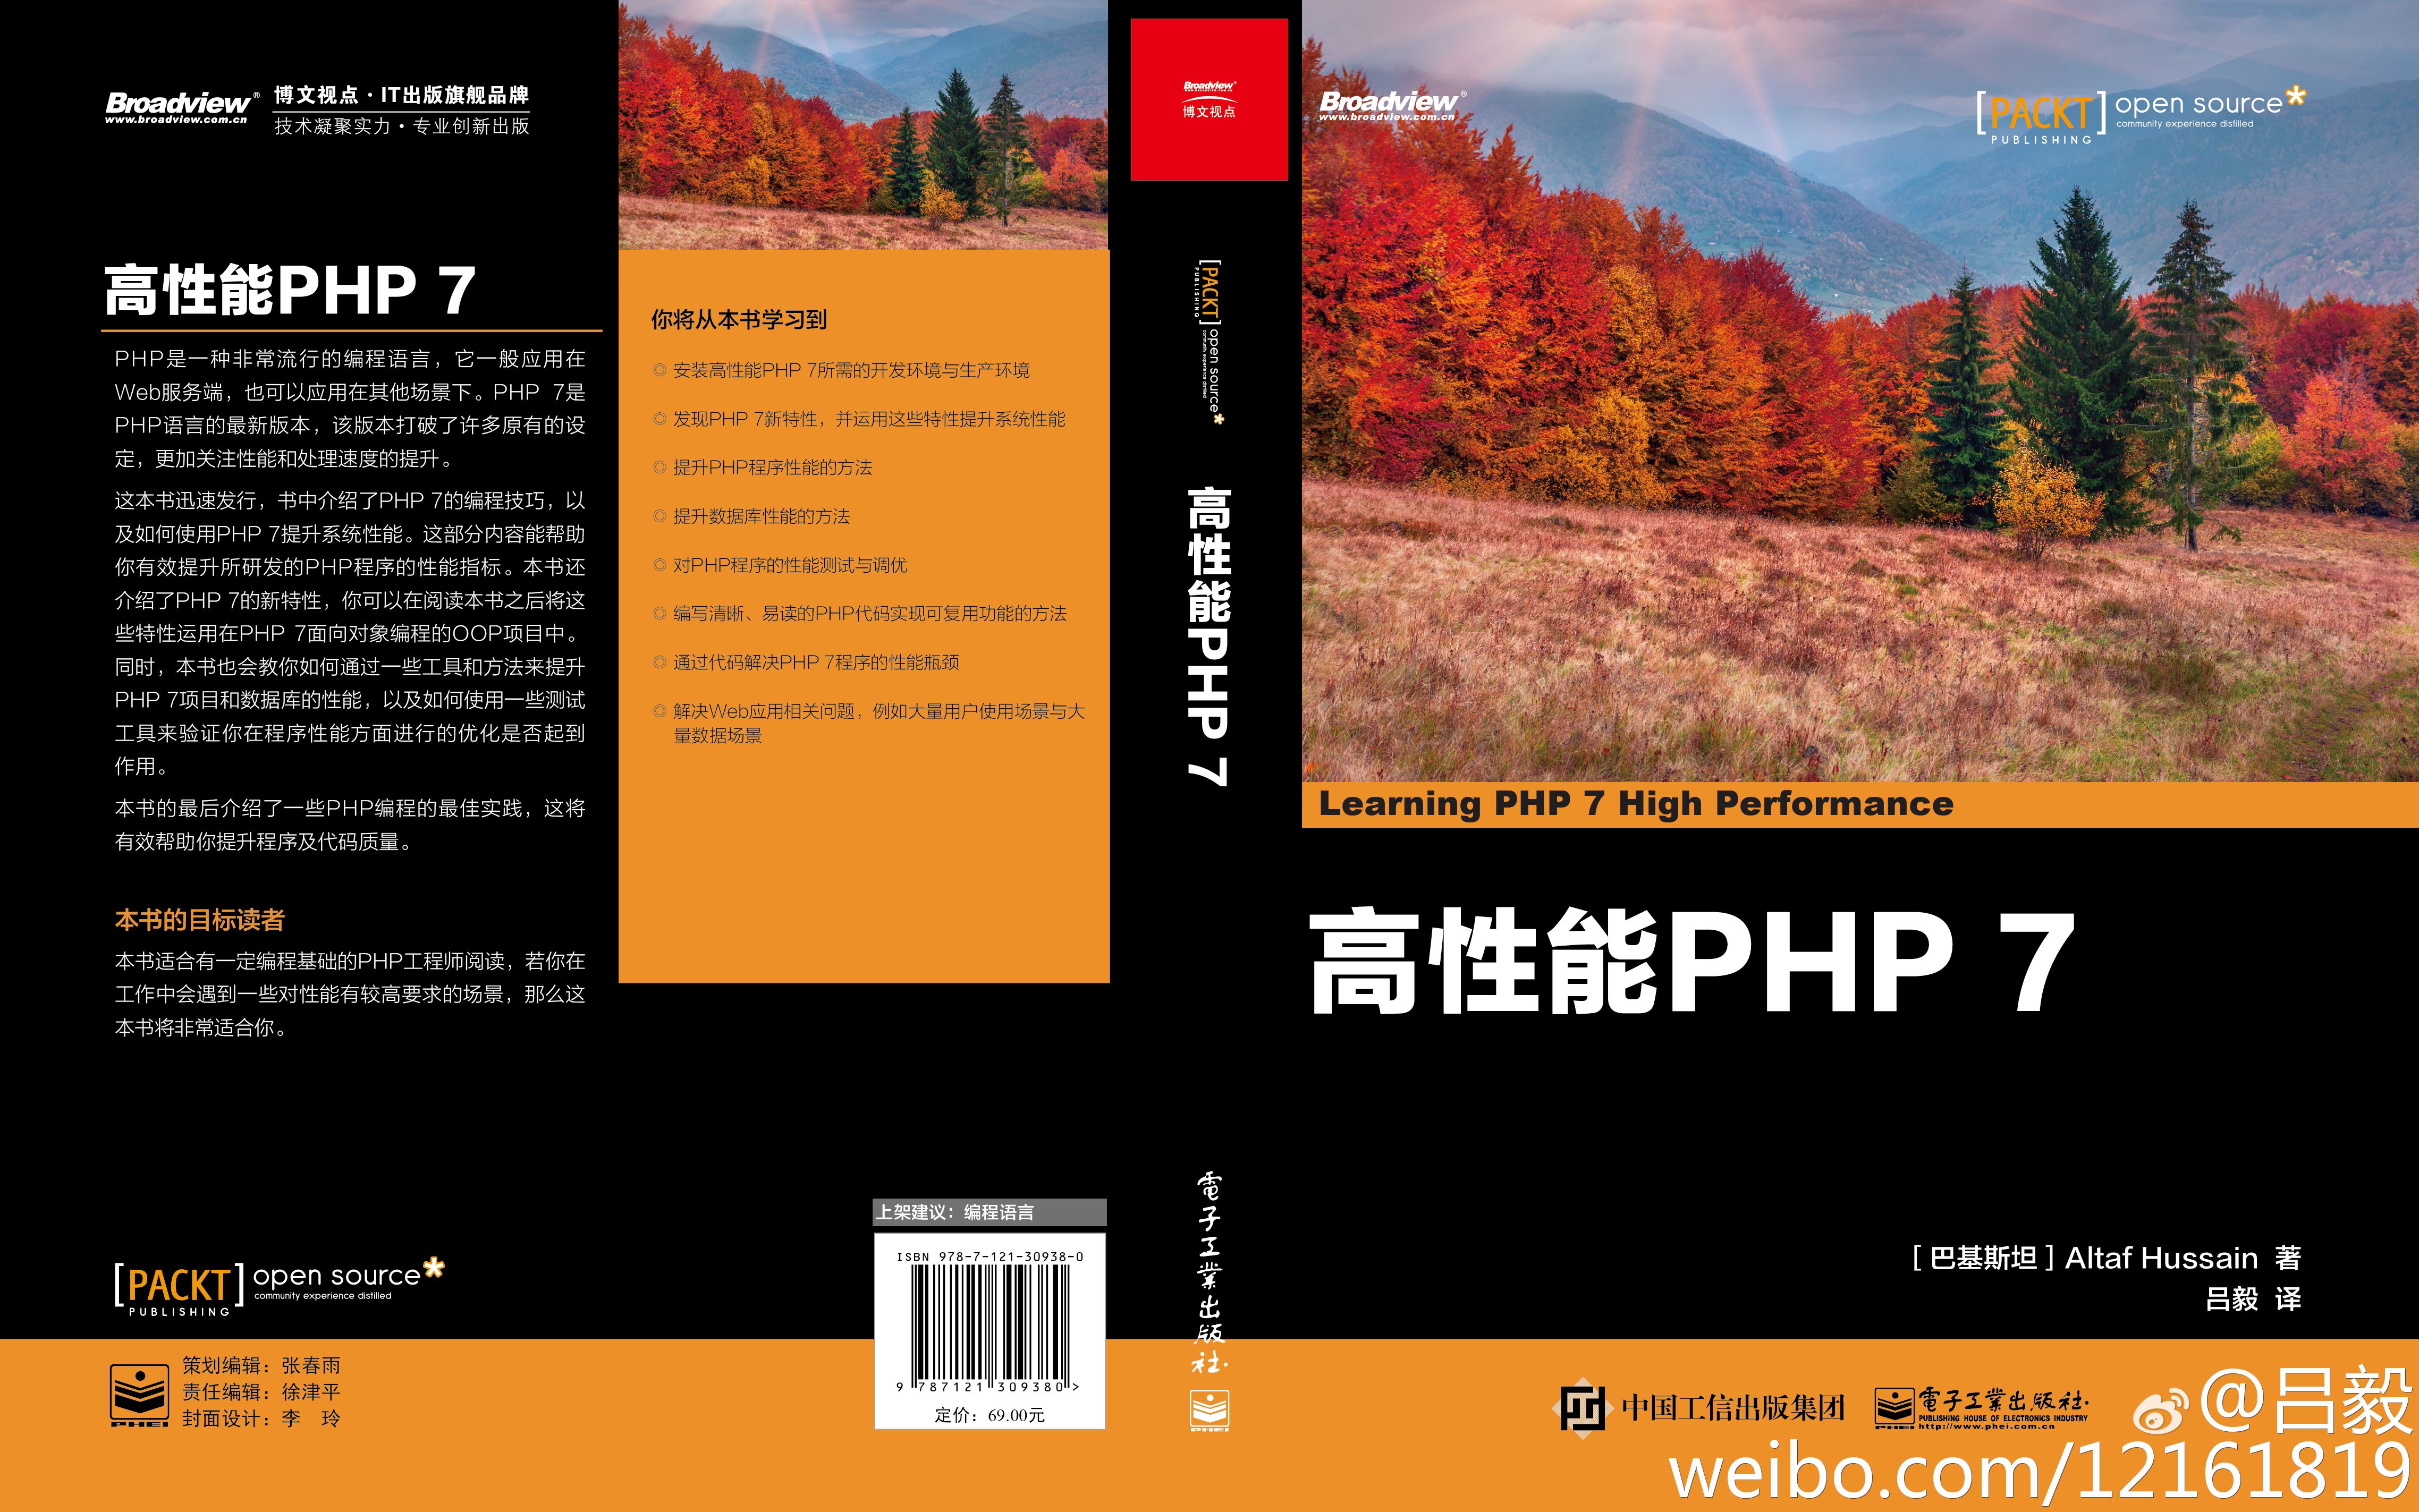 Broadview®
www.broadview.com.cn
博文视点·IT出版旗舰品牌
技术凝聚实力·专业创新出版
高性能PHP 7
PHP是一种非常流行的编程语言，它一般应用在
Web服务端，也可以应用在其他场景下。PHP 7是
PHP语言的最新版本，该版本打破了许多原有的设
定，更加关注性能和处理速度的提升。
这本书迅速发行，书中介绍了PHP 7的编程技巧，以
及如何使用PHP 7提升系统性能。这部分内容能帮助
你有效提升所研发的PHP程序的性能指标。本书还
介绍了PHP 7的新特性，你可以在阅读本书之后将这
些特性运用在PHP 7面向对象编程的OOP项目中。
同时，本书也会教你如何通过一些工具和方法来提升
PHP 7项目和数据库的性能，以及如何使用一些测试
工具来验证你在程序性能方面进行的优化是否起到
作用。
本书的最后介绍了一些PHP编程的最佳实践，这将
有效帮助你提升程序及代码质量。
本书的目标读者
本书适合有一定编程基础的PHP工程师阅读，若你在
工作中会遇到一些对性能有较高要求的场景，那么这
本书将非常适合你。
[PACKT] open source*
PUBLISHING community experience distilled
PHEI
策划编辑：张春雨
责任编辑：徐津平
封面设计：李 玲
你将从本书学习到
◎ 安装高性能PHP 7所需的开发环境与生产环境
◎ 发现PHP 7新特性，并运用这些特性提升系统性能
◎ 提升PHP程序性能的方法
◎ 提升数据库性能的方法
◎ 对PHP程序的性能测试与调优
◎ 编写清晰、易读的PHP代码实现可复用功能的方法
◎ 通过代码解决PHP 7程序的性能瓶颈
◎ 解决Web应用相关问题，例如大量用户使用场景与大
量数据场景
上架建议：编程语言
ISBN 978-7-121-30938-0
9 787121 309380>
定价：69.00元
Broadview®
www.broadview.com.cn
博文视点
[PACKT] open source*
PUBLISHING community experience distilled
高性能PHP 7
電子工業出版社.
PHEI
Broadview®
www.broadview.com.cn
[PACKT] open source*
PUBLISHING community experience distilled
Learning PHP 7 High Performance
高性能PHP 7
[巴基斯坦] Altaf Hussain 著
吕毅 译
中国工信出版集团
PHEI
電子工業出版社.
PUBLISHING HOUSE OF ELECTRONICS INDUSTRY
http://www.phei.com.cn
@吕毅
weibo.com/12161819